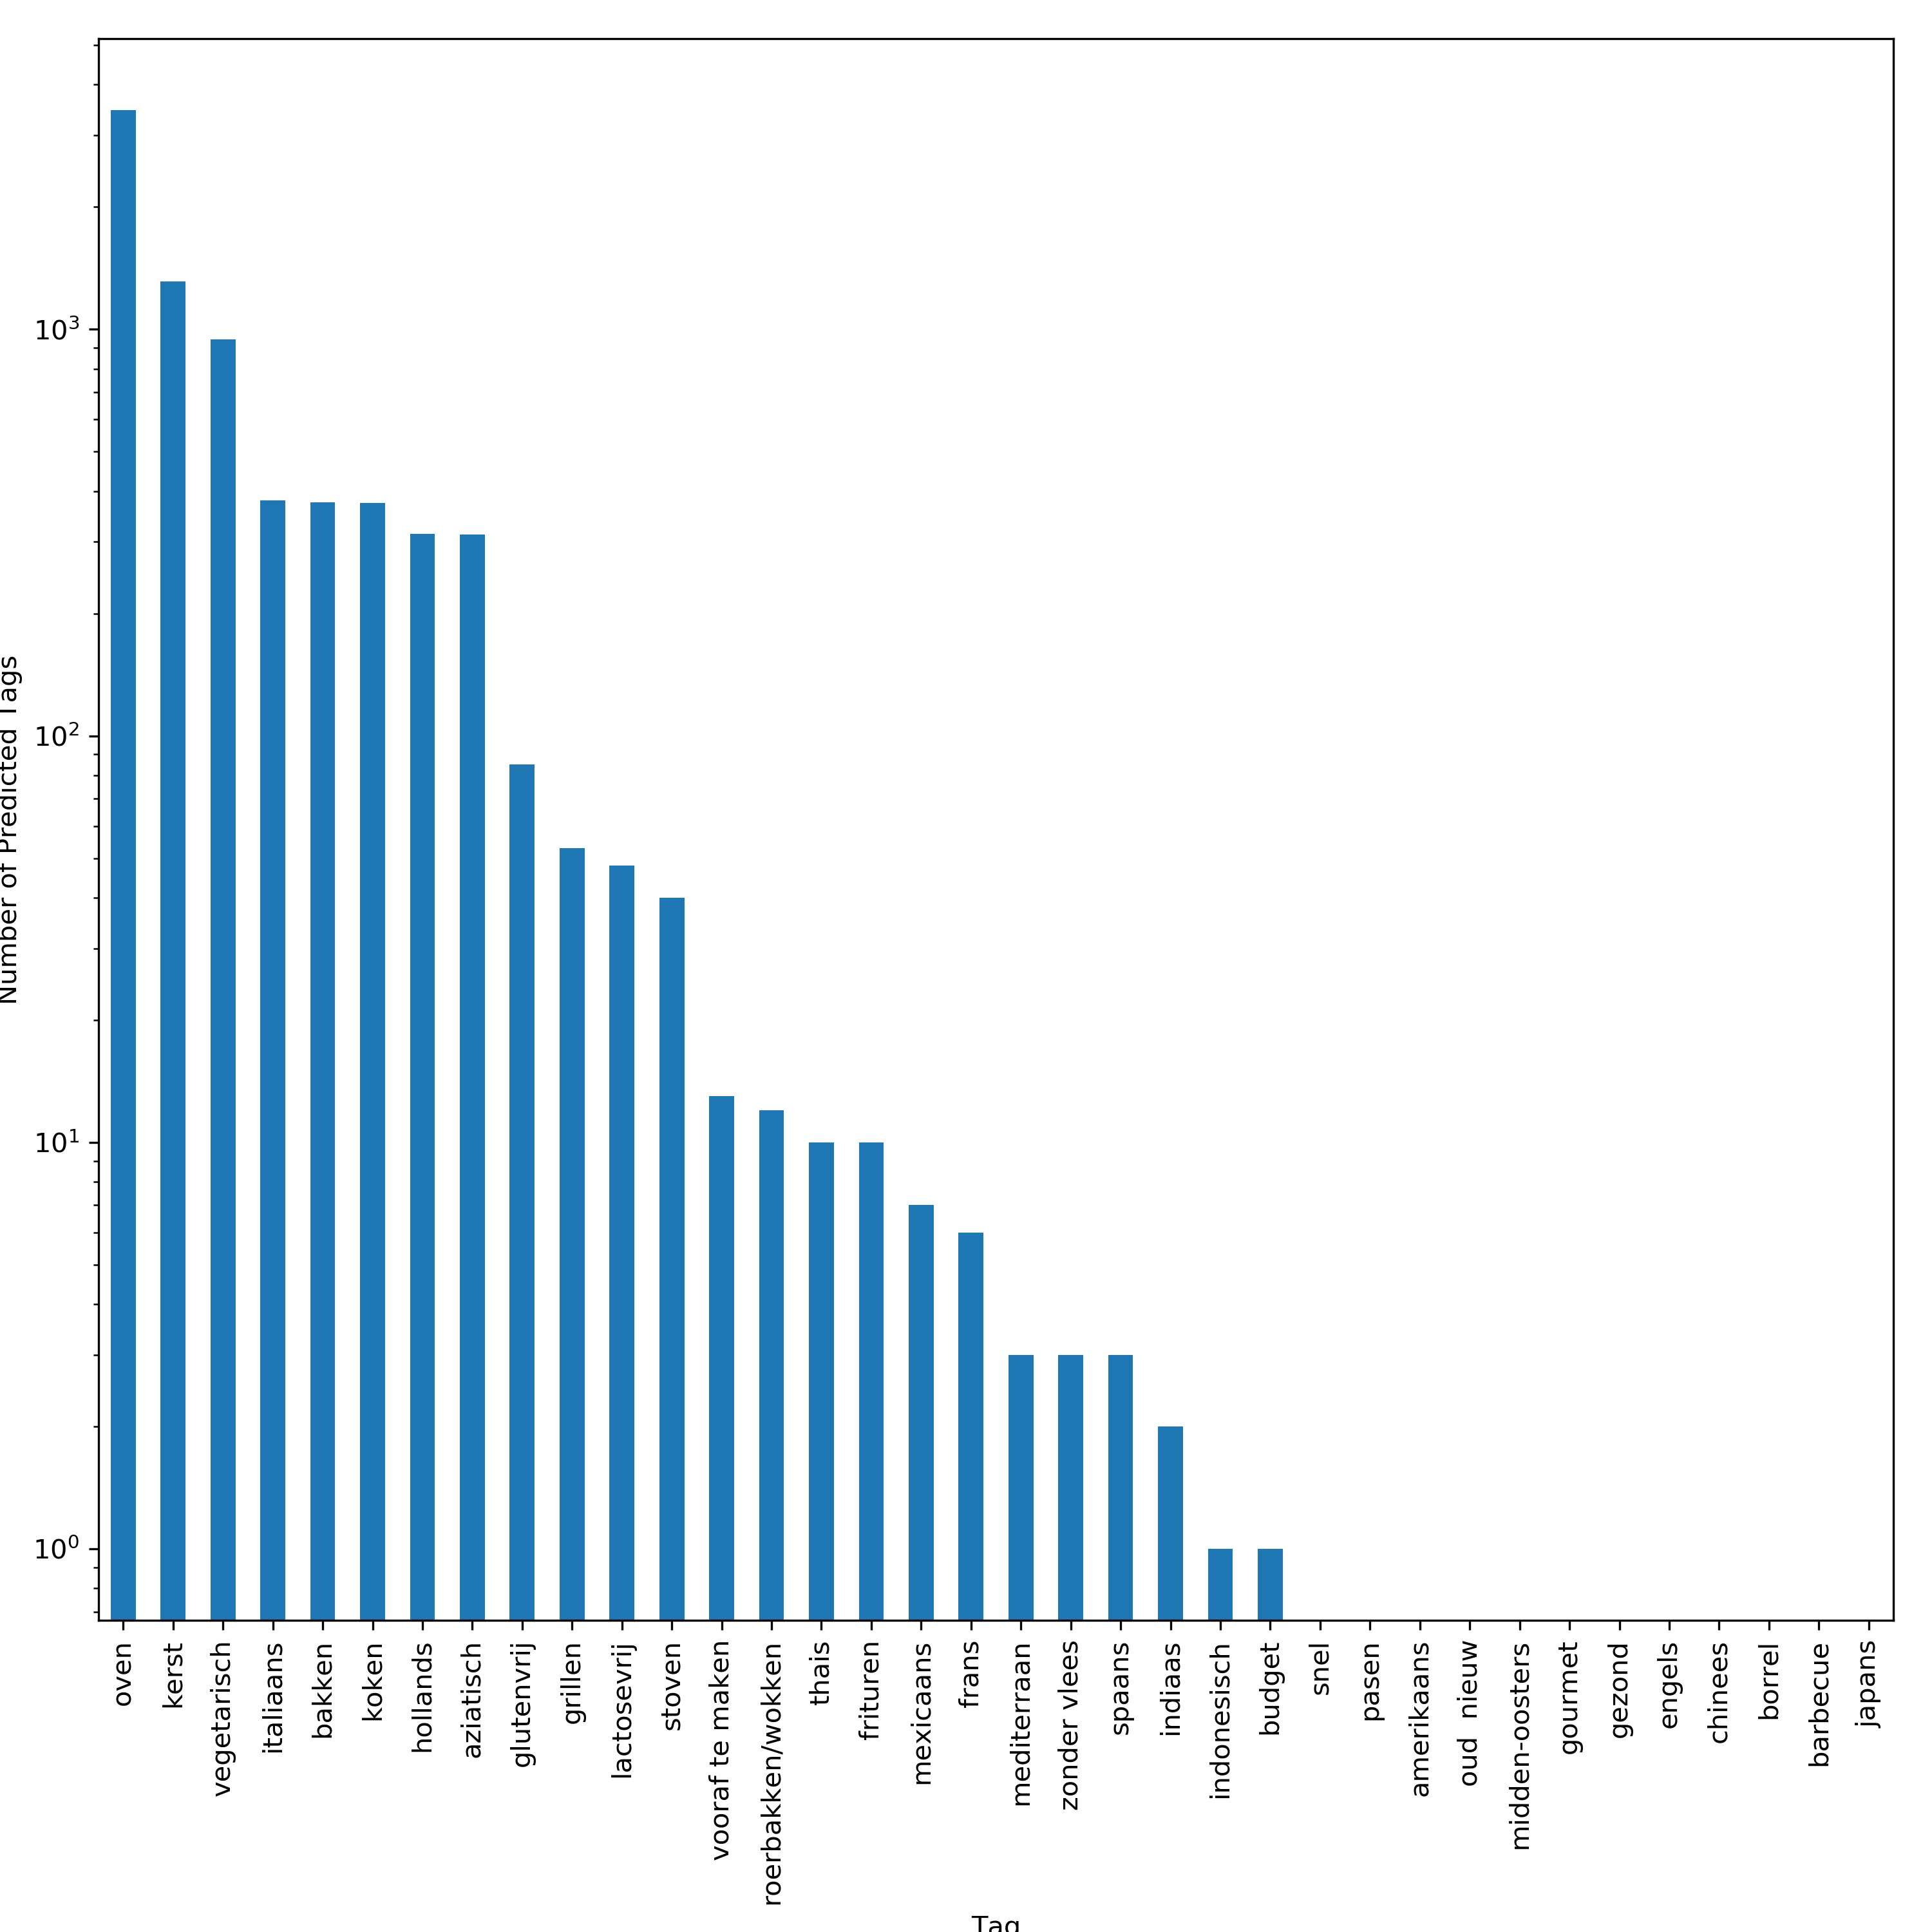 Number of Predicted Tags
10³
10²
10¹
10⁰
oven
kerst
vegetarisch
italiaans
bakken
koken
hollands
aziatisch
glutenvrij
grillen
lactosevrij
stoven
vooraf te maken
roerbakken/wokken
thais
frituren
mexicaans
frans
mediterraan
zonder vlees
spaans
indiaas
indonesisch
budget
snel
pasen
amerikaans
oud  nieuw
midden-oosters
gourmet
gezond
engels
chinees
borrel
barbecue
japans
Tag